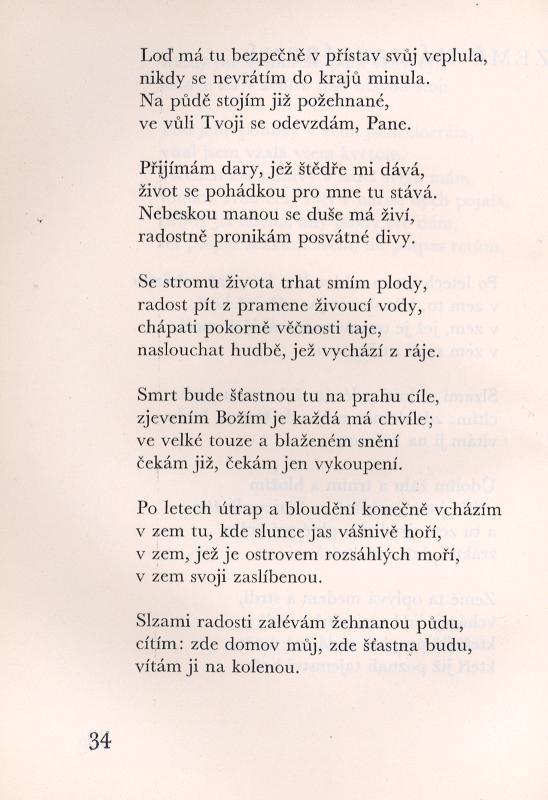 Loď má tu bezpečně v přístav svůj veplula,
nikdy se nevrátím do krajů minula.
Na půdě stojím již požehnané,
ve vůli Tvoji se odevzdám, Pane.
Přijímám dary, jež štědře mi dává,
život se pohádkou pro mne tu stává.
Nebeskou manou se duše má živí,
radostně pronikám posvátné divy.
Se stromu života trhat smím plody,
radost pít z pramene živoucí vody,
chápati pokorně věčnosti taje,
naslouchat hudbě, jež vychází z ráje.
Smrt bude šťastnou tu na prahu cíle,
zjevením Božím je každá má chvíle;
ve velké touze a blaženém snění
čekám již, čekám jen vykoupení.
Po letech útrap a bloudění konečně vcházím
v zem tu, kde slunce jas vášnivě hoří,
v zem, jež je ostrovem rozsáhlých moří,
v zem svoji zaslíbenou.
Slzami radosti zalévám žehnanou půdu,
cítím: zde domov můj, zde šťastna budu,
vítám ji na kolenou.
34